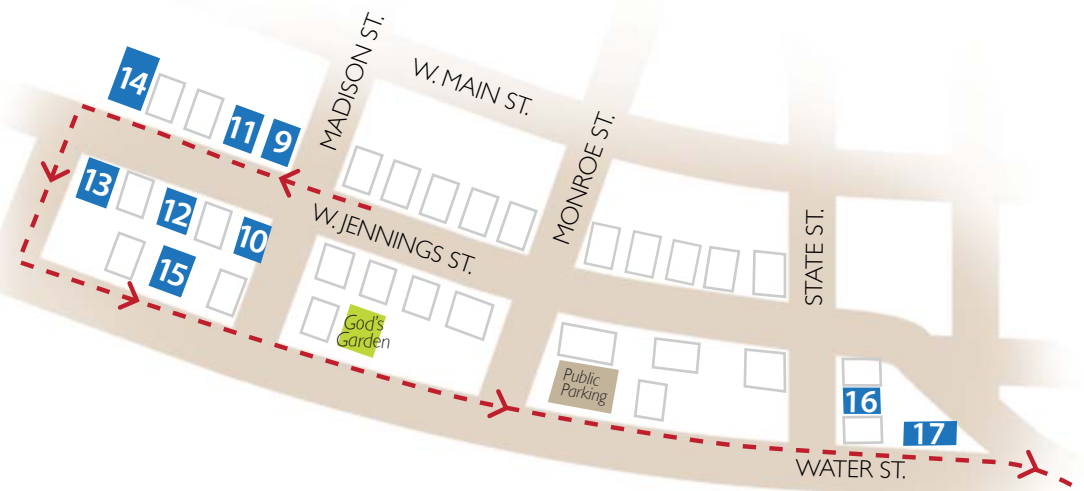 MADISON ST.
W. MAIN ST.
14
11
9
MONROE ST.
13
12
10
W. JENNINGS ST.
STATE ST.
15
God's
Garden
Public
Parking
16
17
WATER ST.